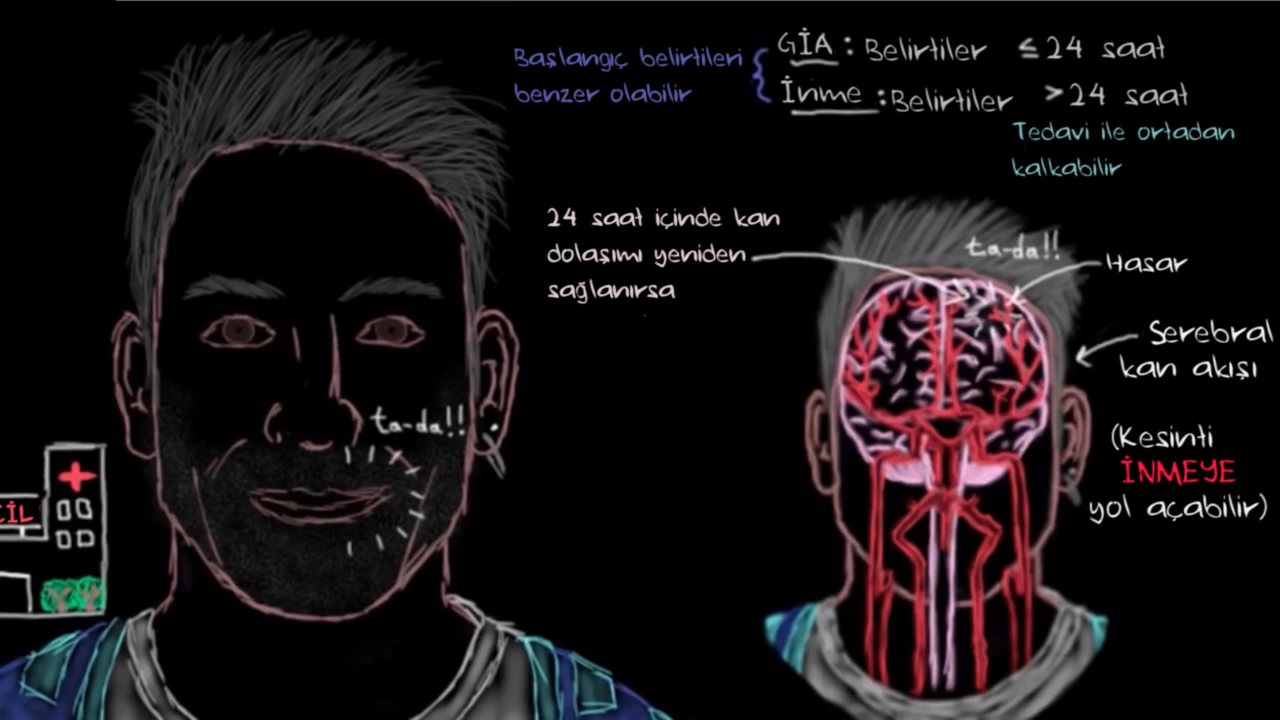 Başlangıç belirtileri
benzer olabilir
GİA : Belirtiler ≤ 24 saat
İnme : Belirtiler > 24 saat
Tedavi ile ortadan
kalkabilir
24 saat içinde kan
dolaşımı yeniden
sağlanırsa
ta-da!!
Hasar
Serebral
kan akışı
(Kesinti
İNMEYE
yol açabilir)
ta-da!!
CİL